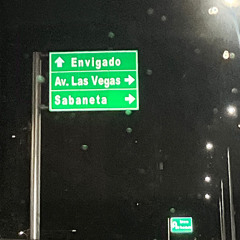 ↑ Envigado
Av. Las Vegas →
Sabaneta →